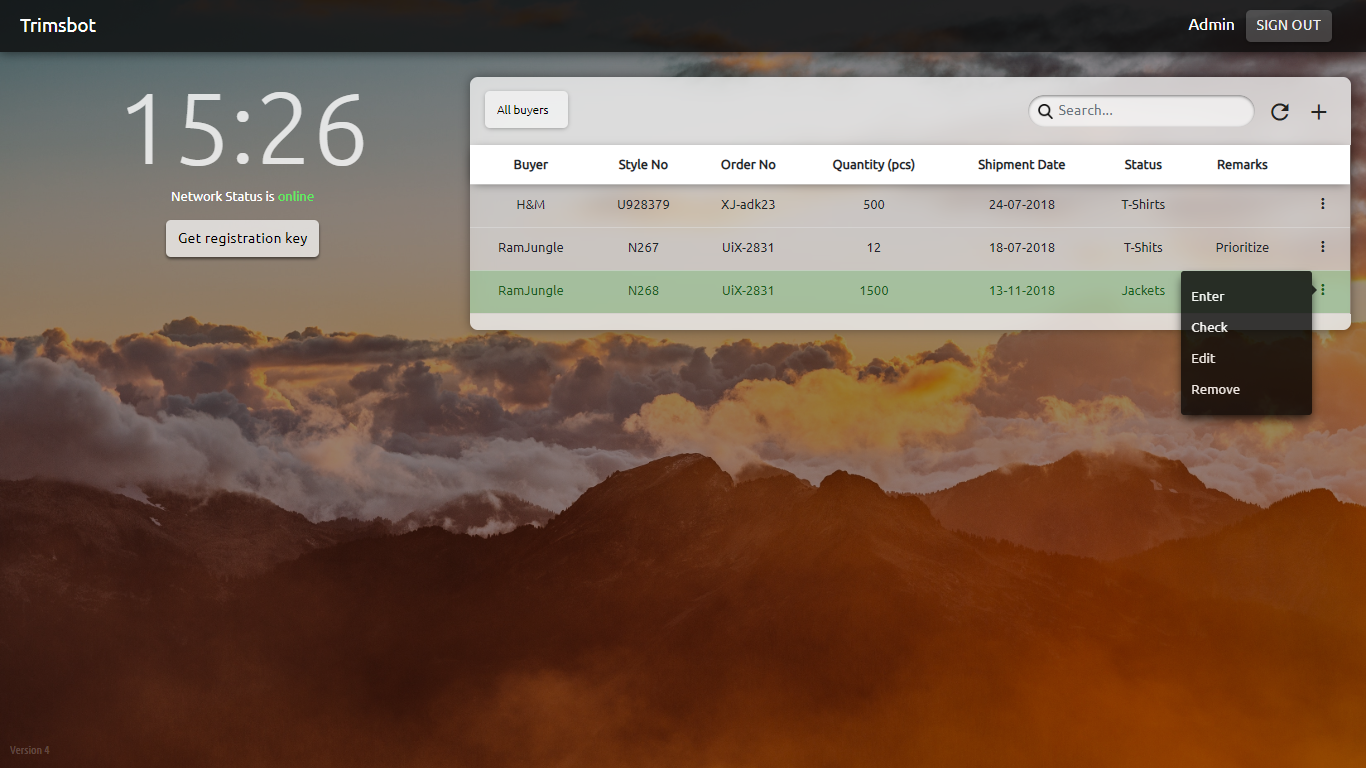 Trimsbot
Admin SIGN OUT
15:26
Network Status is online
Get registration key
All buyers
Search...
Buyer Style No Order No Quantity (pcs) Shipment Date Status Remarks
H&M U928379 XJ-adk23 500 24-07-2018 T-Shirts
RamJungle N267 UiX-2831 12 18-07-2018 T-Shits Prioritize
RamJungle N268 UiX-2831 1500 13-11-2018 Jackets
Enter
Check
Edit
Remove
Version 4